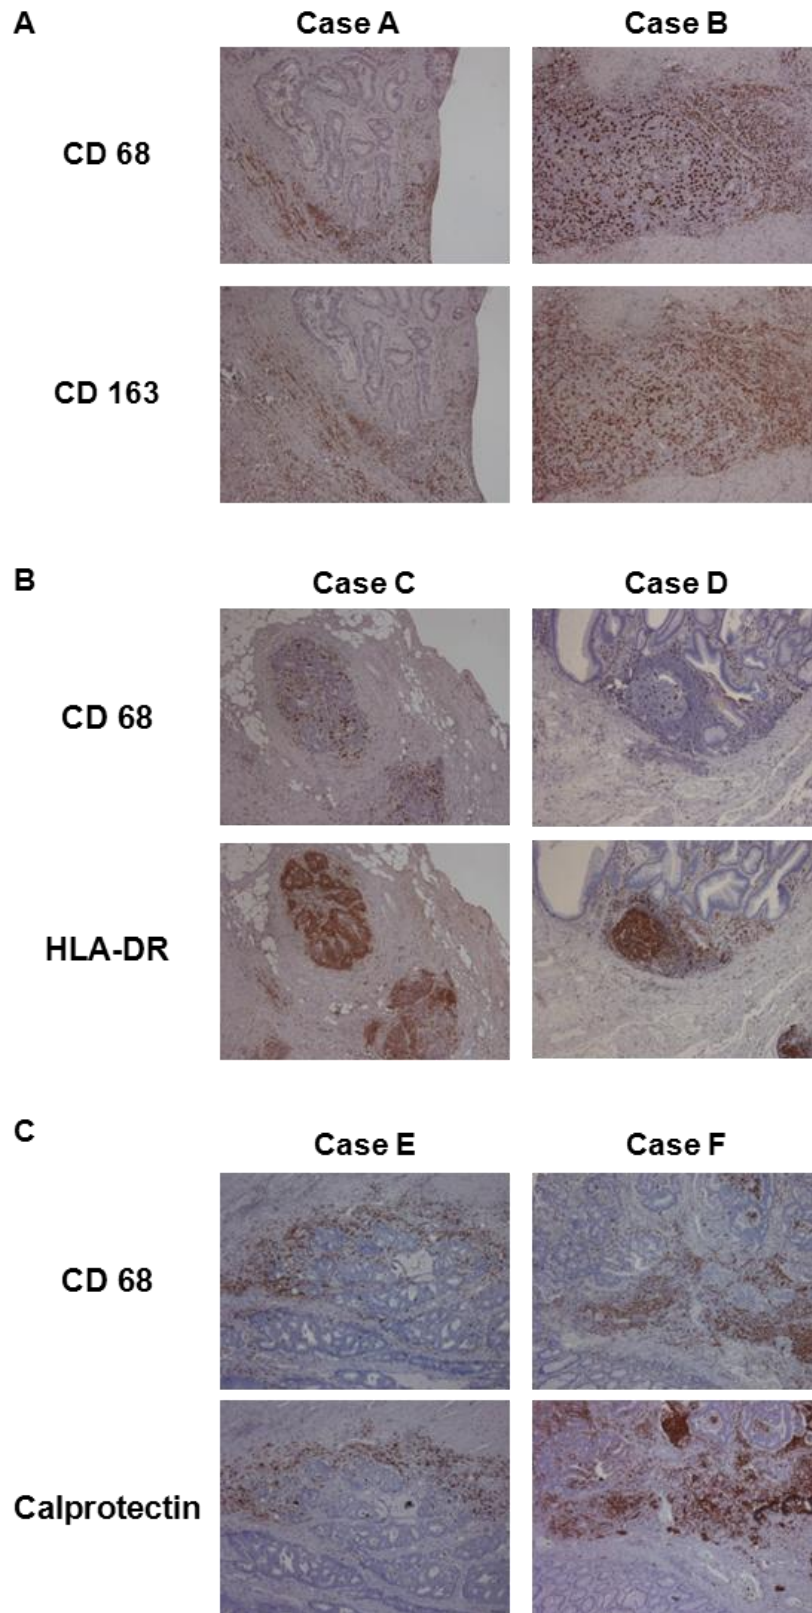 A
Case A
Case B
CD 68
CD 163
B
Case C
Case D
CD 68
HLA-DR
C
Case E
Case F
CD 68
Calprotectin